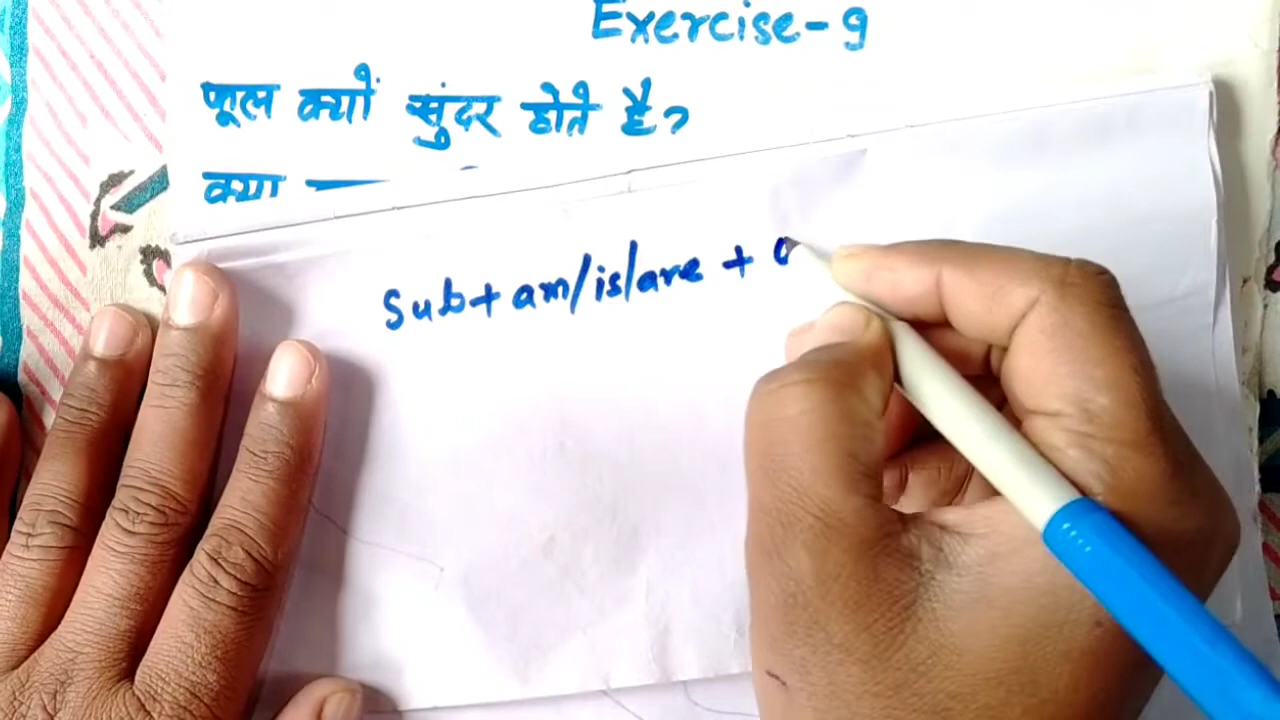 Exercise-9
फूल क्यों सुंदर होते है?
क्या
Sub+am/is/are +